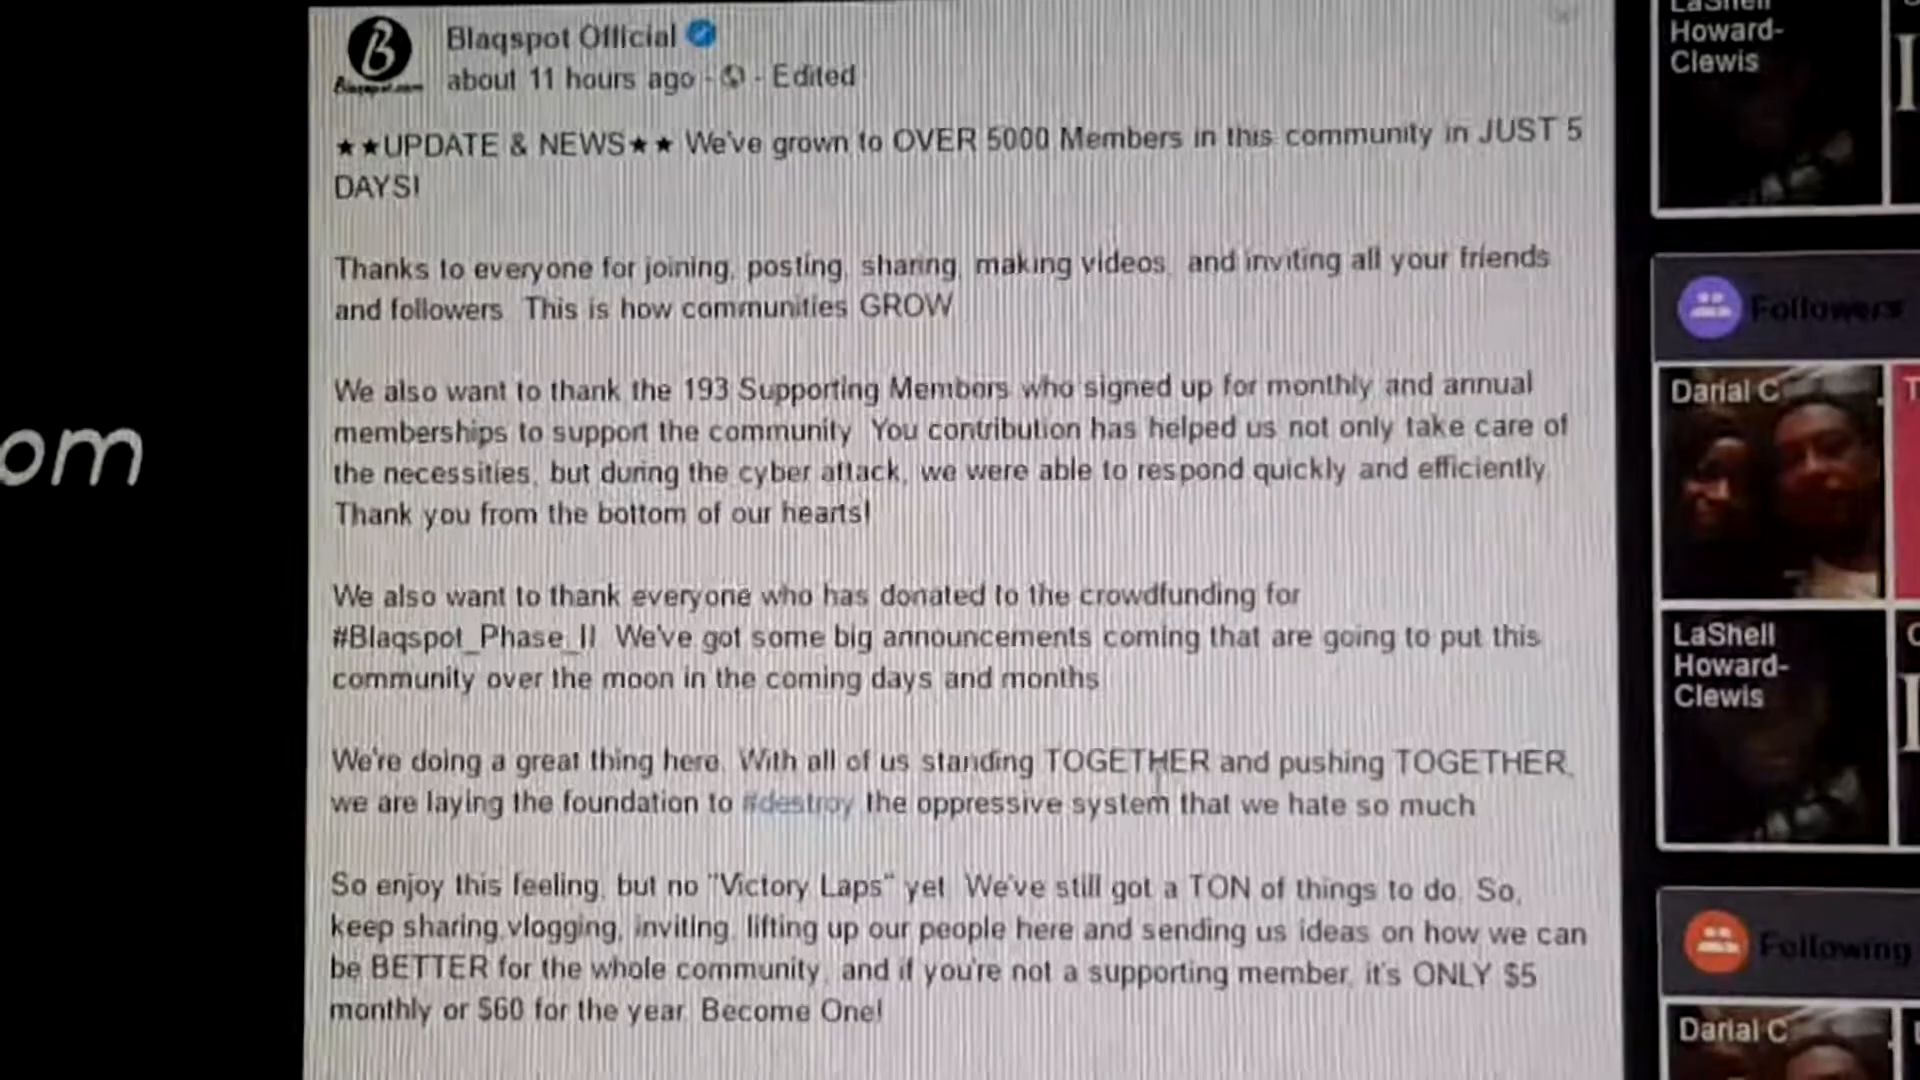 Blaqspot Official
about 11 hours ago - - Edited
★★UPDATE & NEWS★★ We've grown to OVER 5000 Members in this community in JUST 5
DAYS!
Thanks to everyone for joining, posting, sharing, making videos, and inviting all your friends
and followers. This is how communities GROW
We also want to thank the 193 Supporting Members who signed up for monthly and annual
memberships to support the community. You contribution has helped us not only take care of
the necessities, but during the cyber attack, we were able to respond quickly and efficiently.
Thank you from the bottom of our hearts!
We also want to thank everyone who has donated to the crowdfunding for
#Blaqspot_Phase_II. We've got some big announcements coming that are going to put this
community over the moon in the coming days and months.
We're doing a great thing here. With all of us standing TOGETHER and pushing TOGETHER,
we are laying the foundation to #destroy the oppressive system that we hate so much.
So enjoy this feeling, but no "Victory Laps" yet. We've still got a TON of things to do. So,
keep sharing, vlogging, inviting, lifting up our people here and sending us ideas on how we can
be BETTER for the whole community, and if you're not a supporting member, it's ONLY $5
monthly or $60 for the year. Become One!
om
LaShell
Howard-
Clewis
Followers
Darial C
LaShell
Howard-
Clewis
Following
Darial C